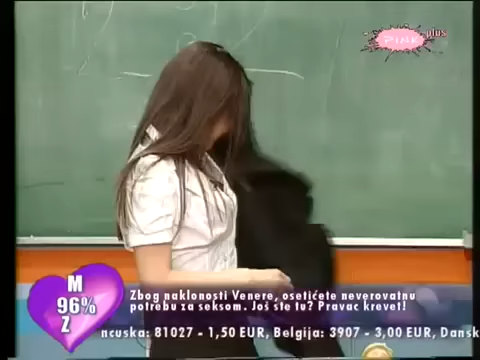 PINK plus
M
96%
Z
Zbog naklonosti Venere, osetićete neverovatnu
potrebu za seksom. Još ste tu? Pravac krevet!
ncuska: 81027 - 1,50 EUR, Belgija: 3907 - 3,00 EUR, Dansk